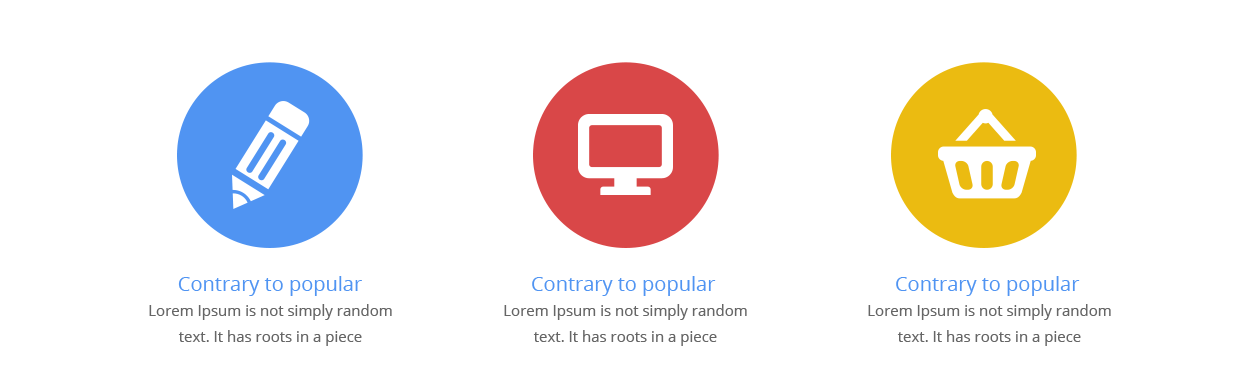 Contrary to popular
Lorem Ipsum is not simply random
text. It has roots in a piece
Contrary to popular
Lorem Ipsum is not simply random
text. It has roots in a piece
Contrary to popular
Lorem Ipsum is not simply random
text. It has roots in a piece